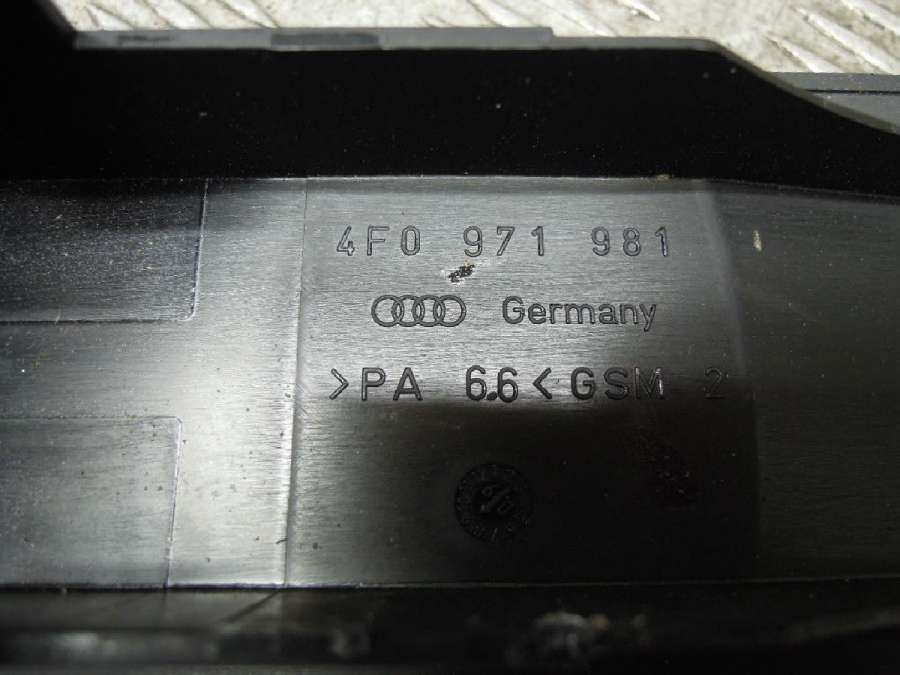 4F0 971 981
Germany
>PA 6.6< GSM 2